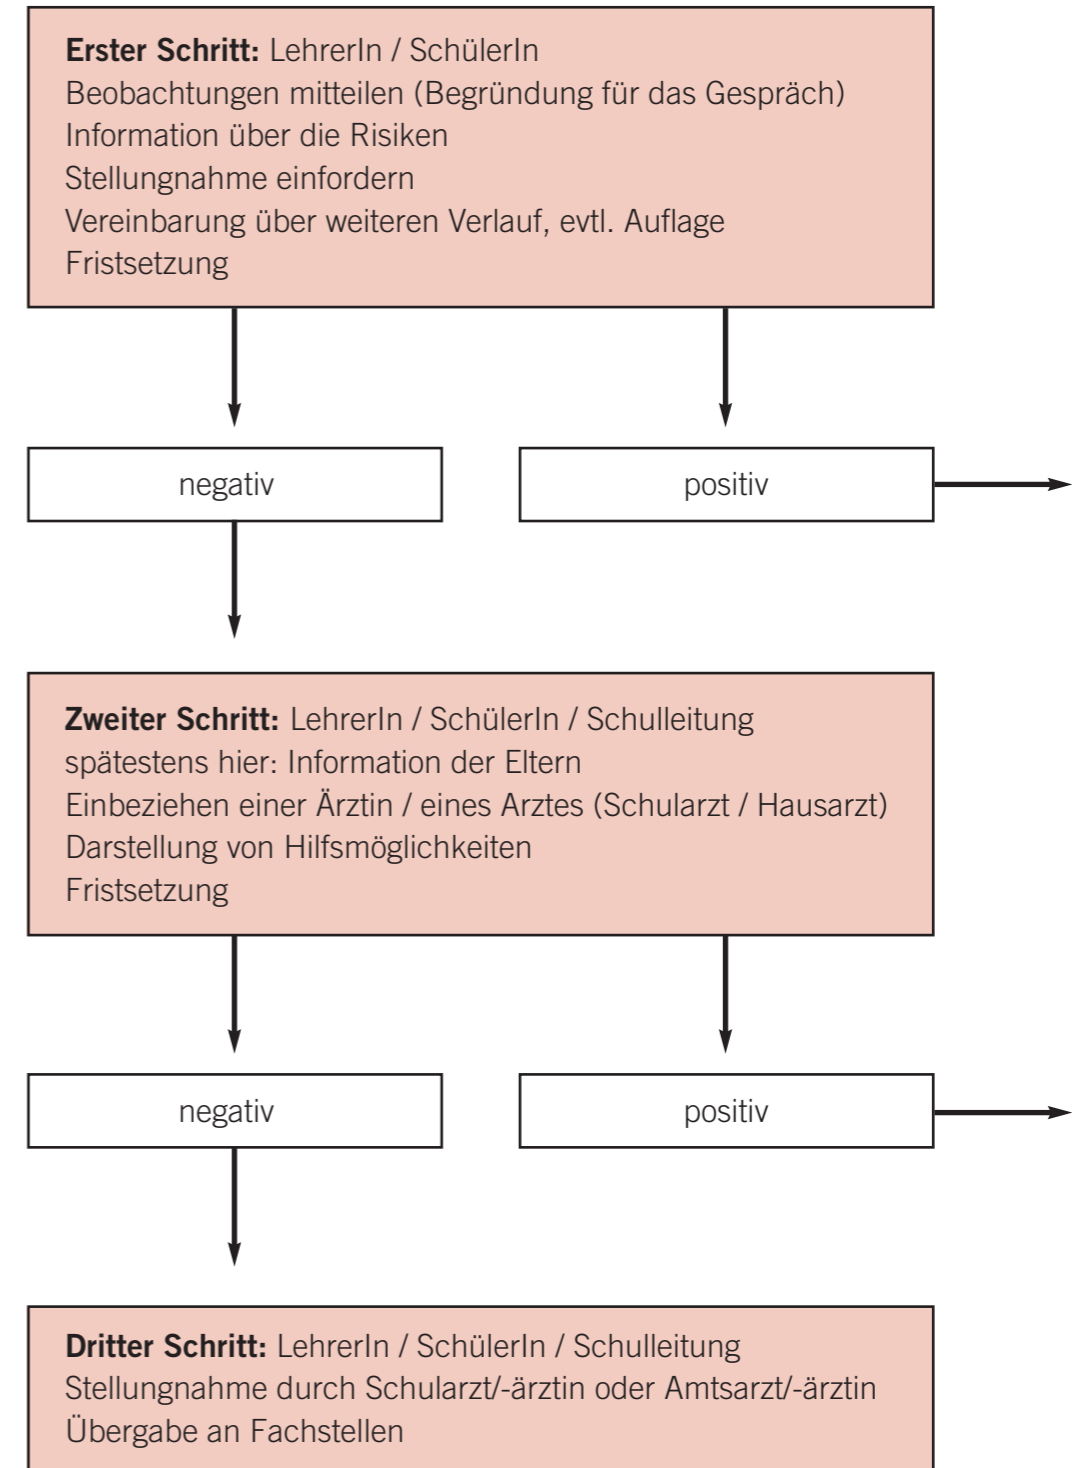 Erster Schritt: LehrerIn / SchülerIn
Beobachtungen mitteilen (Begründung für das Gespräch)
Information über die Risiken
Stellungnahme einfordern
Vereinbarung über weiteren Verlauf, evtl. Auflage
Fristsetzung
negativ
positiv
Zweiter Schritt: LehrerIn / SchülerIn / Schulleitung
spätestens hier: Information der Eltern
Einbeziehen einer Ärztin / eines Arztes (Schularzt / Hausarzt)
Darstellung von Hilfsmöglichkeiten
Fristsetzung
negativ
positiv
Dritter Schritt: LehrerIn / SchülerIn / Schulleitung
Stellungnahme durch Schularzt/-ärztin oder Amtsarzt/-ärztin
Übergabe an Fachstellen